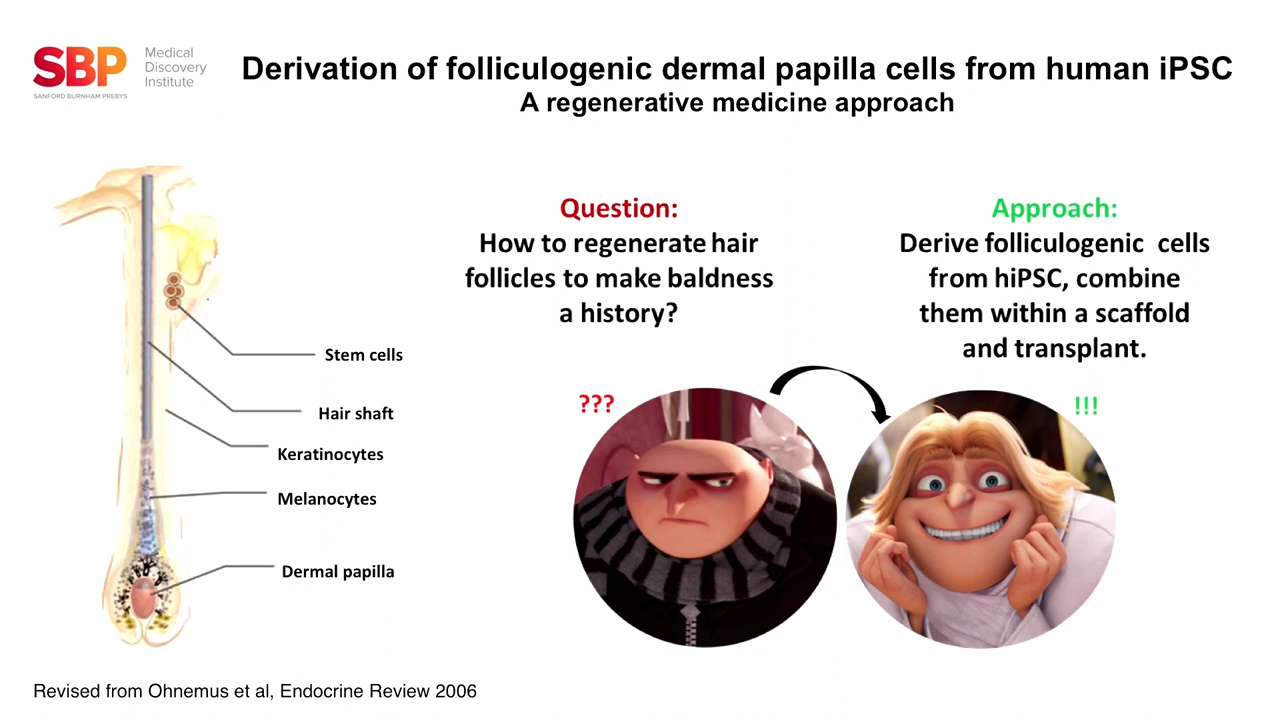 SBP
SANFORD BURNHAM PREBYS
Medical
Discovery
Institute
Derivation of folliculogenic dermal papilla cells from human iPSC
A regenerative medicine approach
Question:
How to regenerate hair
follicles to make baldness
a history?
Approach:
Derive folliculogenic cells
from hiPSC, combine
them within a scaffold
and transplant.
Stem cells
Hair shaft
Keratinocytes
Melanocytes
Dermal papilla
???
!!!
Revised from Ohnemus et al, Endocrine Review 2006